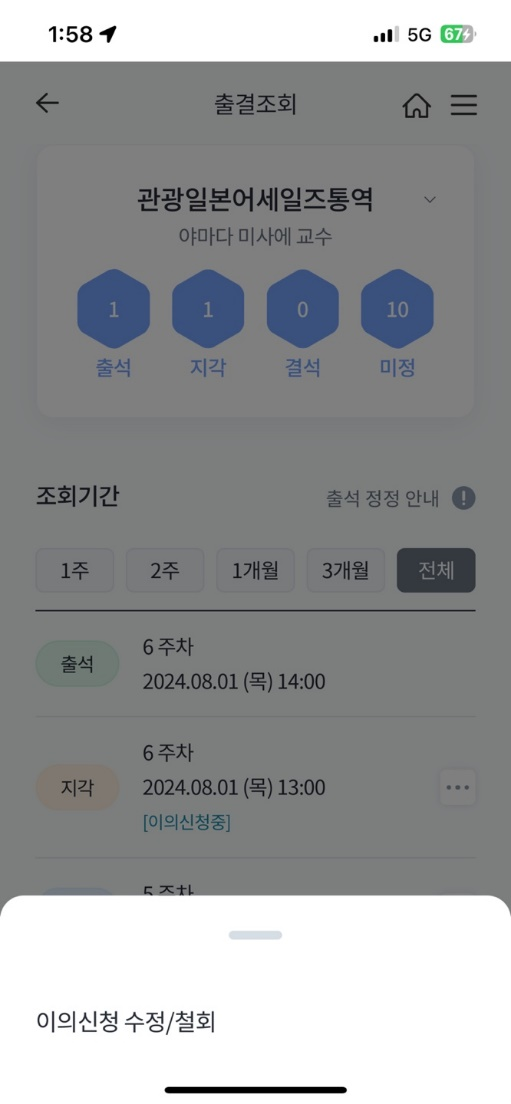 1:58
5G 67
출결조회
관광일본어세일즈통역
야마다 미사에 교수
1 1 0 10
출석 지각 결석 미정
조회기간
출석 정정 안내 !
1주 2주 1개월 3개월 전체
출석
6 주차
2024.08.01 (목) 14:00
지각
6 주차
2024.08.01 (목) 13:00
[이의신청중]
5 주차
이의신청 수정/철회